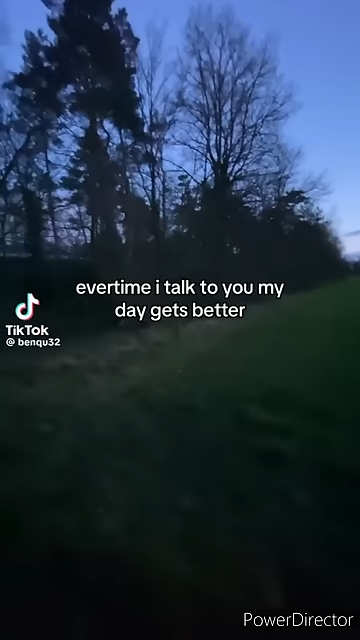 evertime i talk to you my
day gets better
TikTok
@ benqu32
PowerDirector